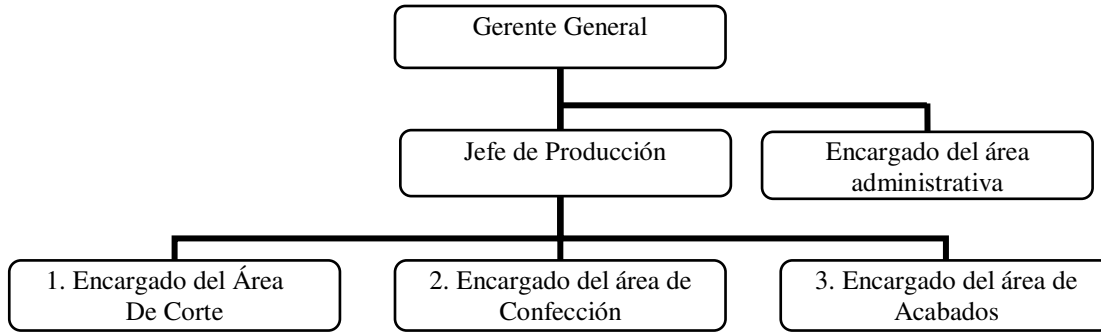 Gerente General
Jefe de Producción
Encargado del área
administrativa
1. Encargado del Área
De Corte
2. Encargado del área de
Confección
3. Encargado del área de
Acabados